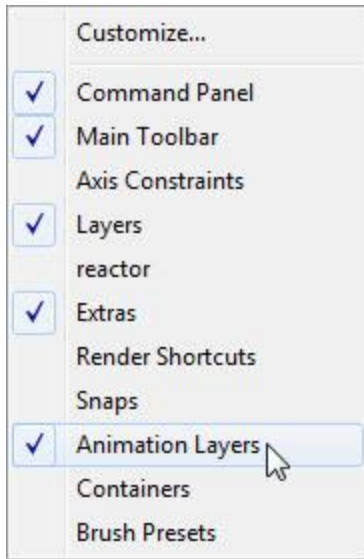 Customize...
Command Panel
Main Toolbar
Axis Constraints
Layers
reactor
Extras
Render Shortcuts
Snaps
Animation Layers
Containers
Brush Presets